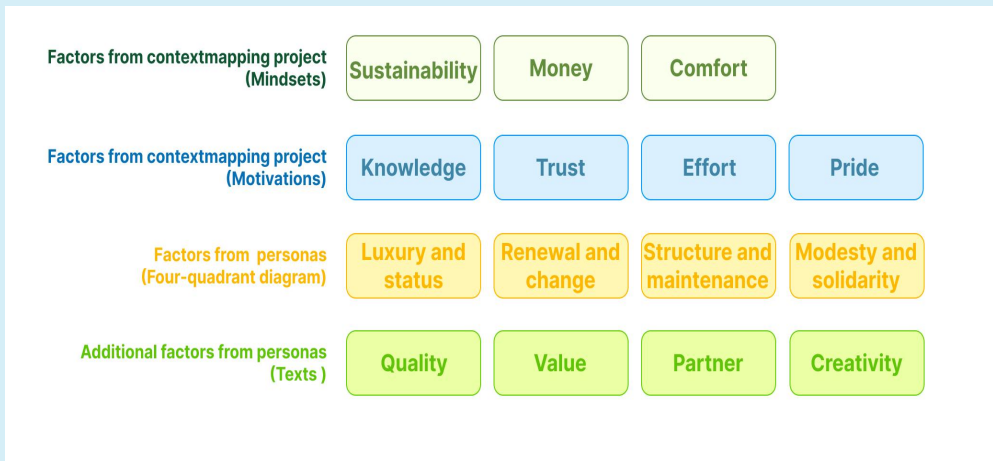 Factors from contextmapping project
(Mindsets)
Sustainability
Money
Comfort
Factors from contextmapping project
(Motivations)
Knowledge
Trust
Effort
Pride
Factors from  personas
(Four-quadrant diagram)
Luxury and
status
Renewal and
change
Structure and
maintenance
Modesty and
solidarity
Additional factors from personas
(Texts )
Quality
Value
Partner
Creativity